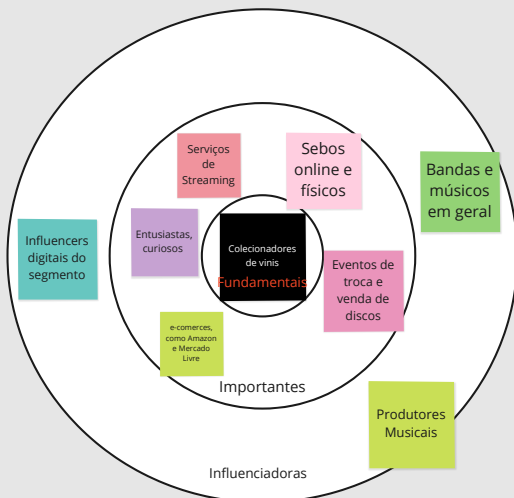 Serviços
de
Streaming
Sebos
online e
físicos
Bandas e
músicos
em geral
Influencers
digitais do
segmento
Entusiastas,
curiosos
Colecionadores
de vinis
Fundamentais
Eventos de
troca e
venda de
discos
e-comerces,
como Amazon
e Mercado
Livre
Importantes
Produtores
Musicais
Influenciadoras